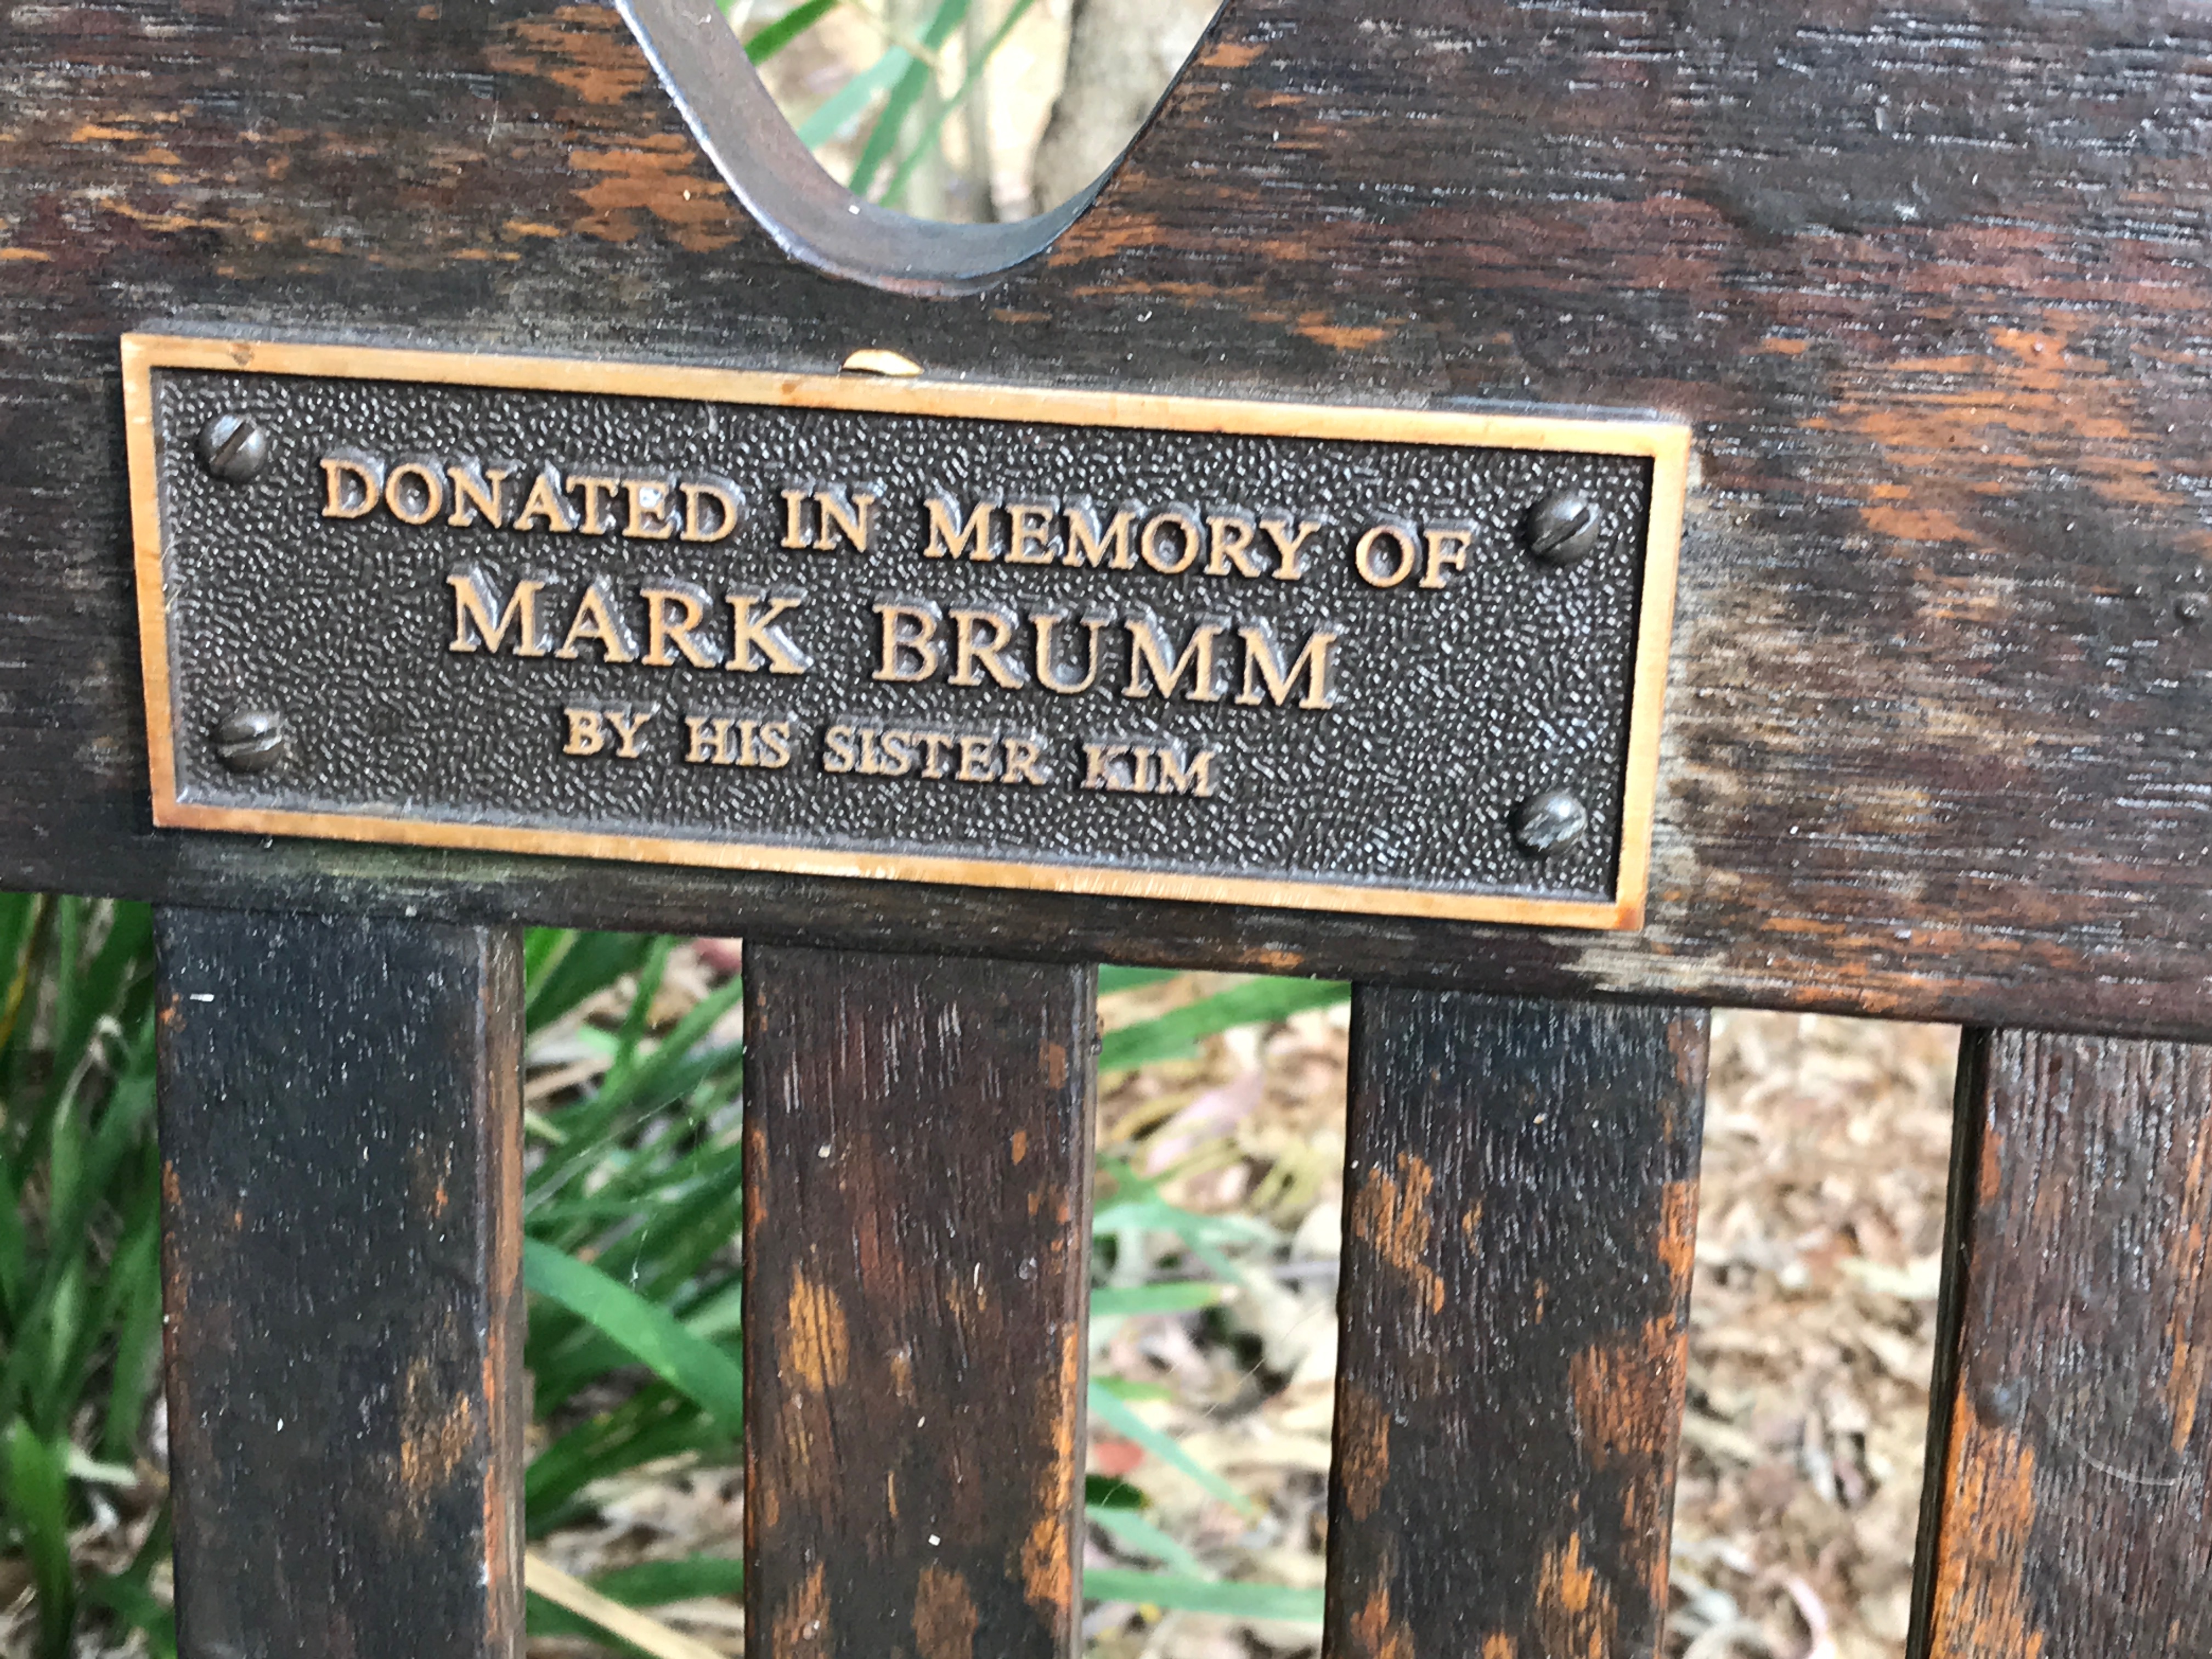 DONATED IN MEMORY OF
MARK BRUMM
BY HIS SISTER KIM